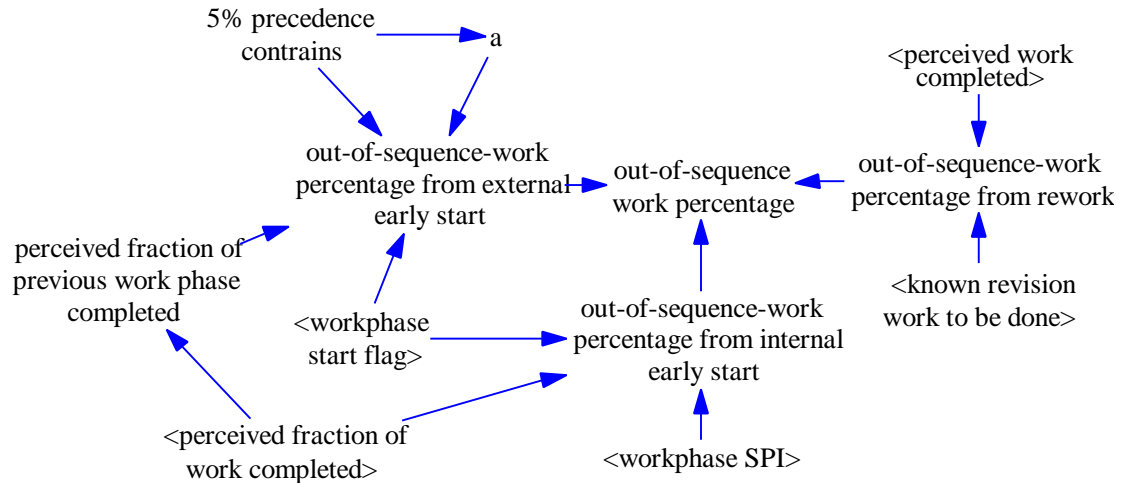 5% precedence
contrains
a
<perceived work
completed>
out-of-sequence-work
percentage from external
early start
out-of-sequence
work percentage
out-of-sequence-work
percentage from rework
perceived fraction of
previous work phase
completed
<workphase
start flag>
out-of-sequence-work
percentage from internal
early start
<known revision
work to be done>
<perceived fraction of
work completed>
<workphase SPI>